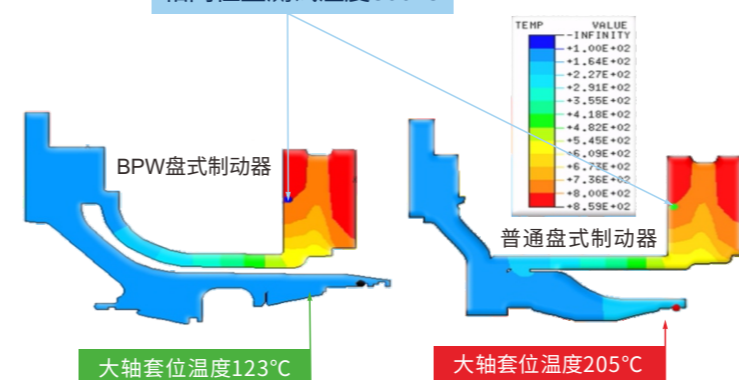 TEMP VALUE
-INFINITY
+1.00E+02
+1.64E+02
+2.27E+02
+2.91E+02
+3.55E+02
+4.18E+02
+4.82E+02
+5.45E+02
+6.09E+02
+6.73E+02
+7.36E+02
+8.00E+02
+8.59E+02
BPW盘式制动器
普通盘式制动器
大轴套位温度123°C
大轴套位温度205°C